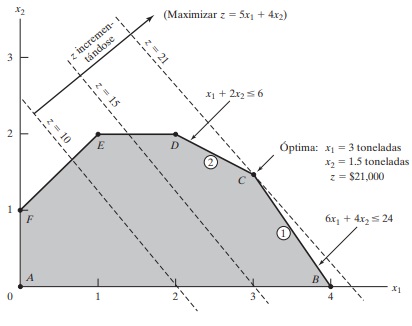 x2
(Maximizar z = 5x1 + 4x2)
z incremen-
tándose
z = 21
3
z = 15
x1 + 2x2 ≤ 6
z = 10
2
E
D
Óptima: x1 = 3 toneladas
x2 = 1.5 toneladas
z = $21,000
2
C
1
F
6x1 + 4x2 ≤ 24
1
A
B
x1
0
1
2
3
4